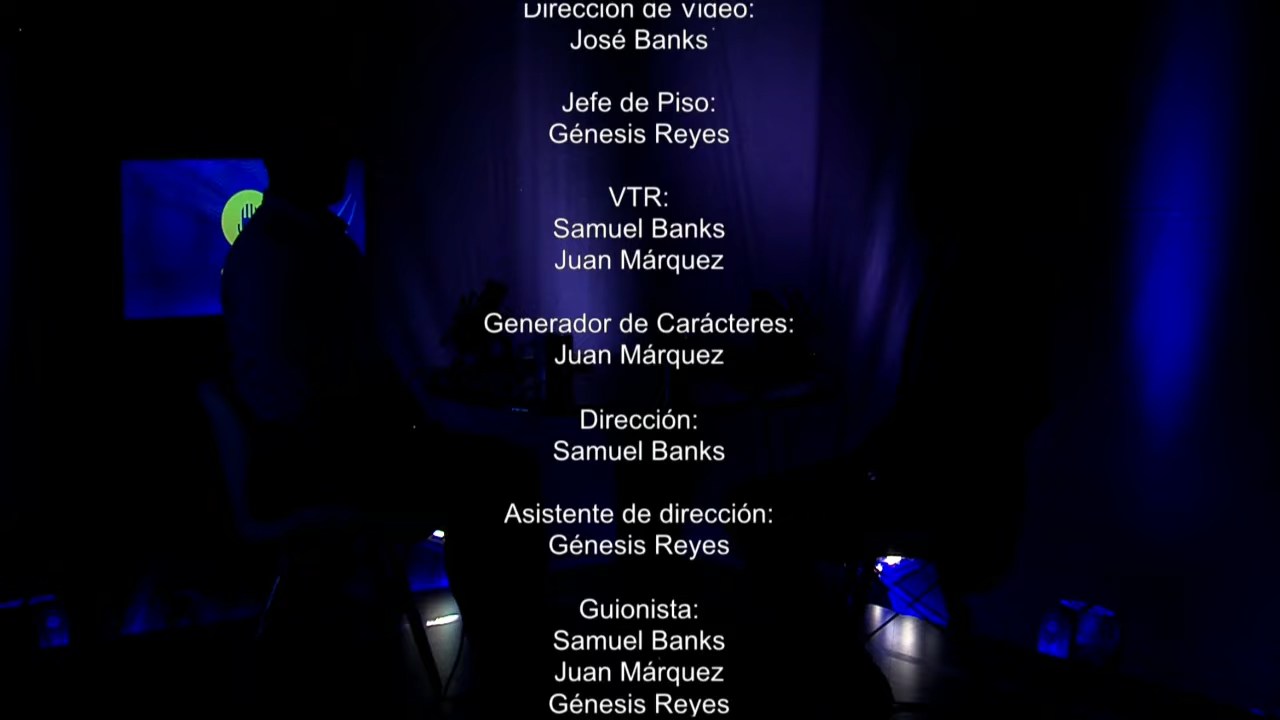 Dirección de Video:
José Banks
Jefe de Piso:
Génesis Reyes
VTR:
Samuel Banks
Juan Márquez
Generador de Carácteres:
Juan Márquez
Dirección:
Samuel Banks
Asistente de dirección:
Génesis Reyes
Guionista:
Samuel Banks
Juan Márquez
Génesis Reyes